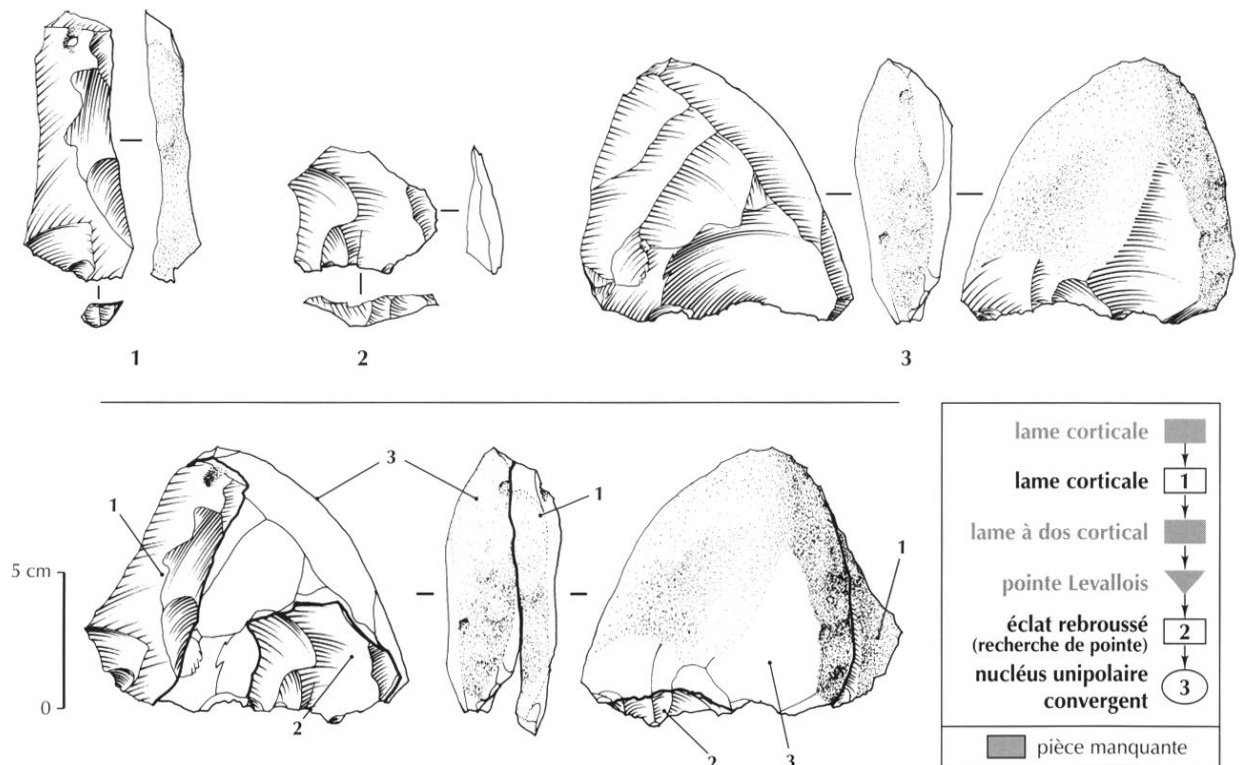 1
2
3
3
1
1
1
5 cm
0
2
2
3
lame corticale
lame corticale
1
lame à dos cortical
pointe Levallois
éclat rebroussé
2
(recherche de pointe)
nucléus unipolaire
3
convergent
pièce manquante